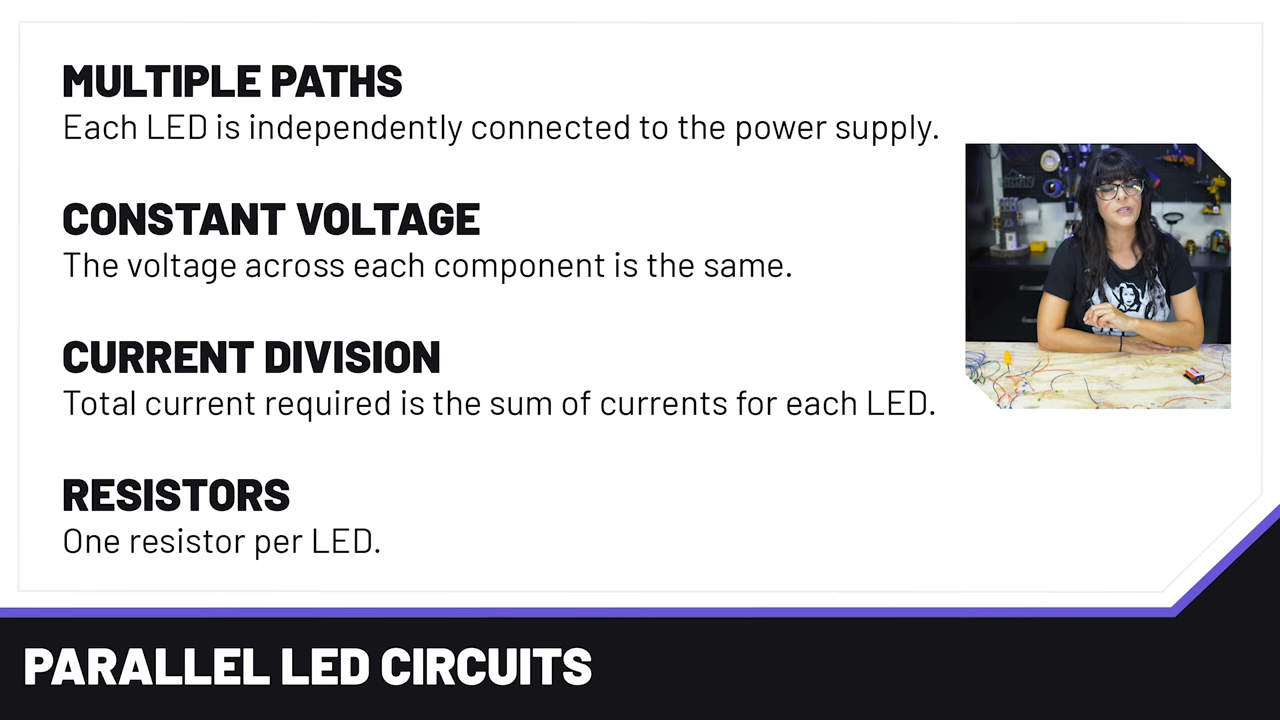 MULTIPLE PATHS
Each LED is independently connected to the power supply.
CONSTANT VOLTAGE
The voltage across each component is the same.
CURRENT DIVISION
Total current required is the sum of currents for each LED.
RESISTORS
One resistor per LED.
PARALLEL LED CIRCUITS